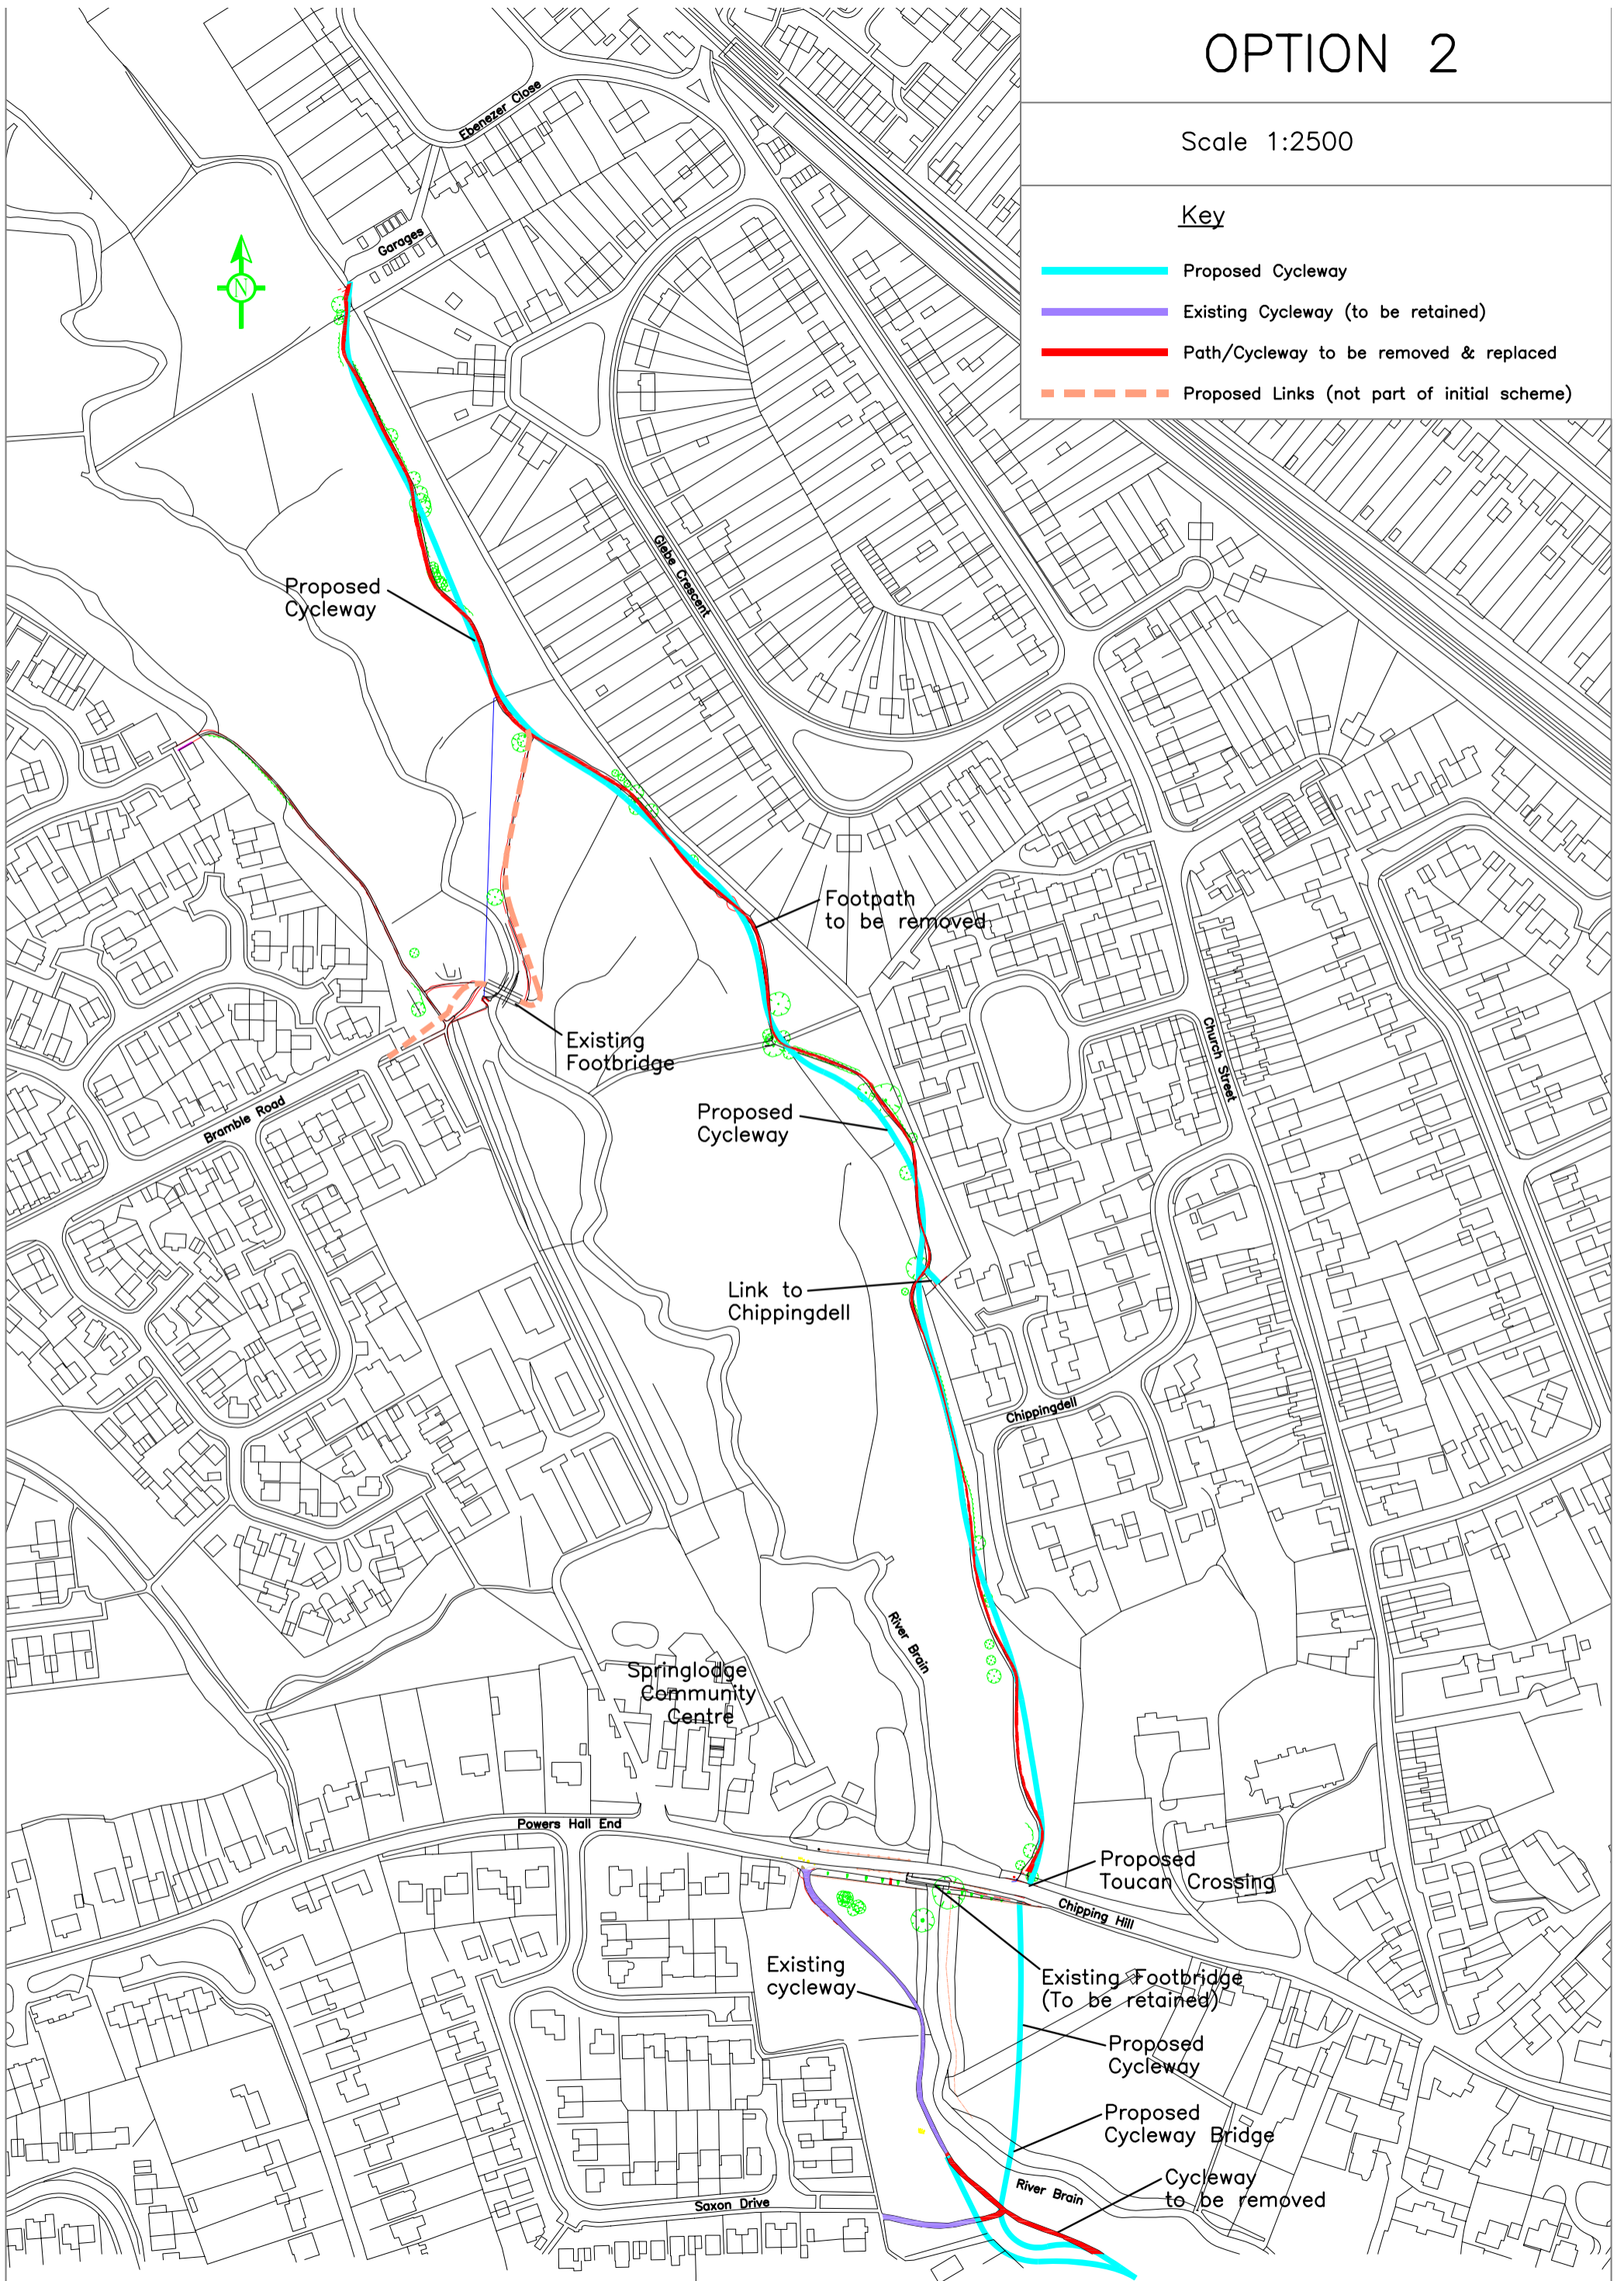 OPTION 2
Scale 1:2500
Key
Proposed Cycleway
Existing Cycleway (to be retained)
Path/Cycleway to be removed & replaced
Proposed Links (not part of initial scheme)
Ebenezer Close
Garages
N
Glebe Crescent
Proposed
Cycleway
Footpath
to be removed
Existing
Footbridge
Church Street
Bramble Road
Proposed
Cycleway
Link to
Chippingdell
Chippingdell
River Brain
Springlodge
Community
Centre
Powers Hall End
Proposed
Toucan Crossing
Chipping Hill
Existing
cycleway
Existing Footbridge
(To be retained)
Proposed
Cycleway
Proposed
Cycleway Bridge
River Brain
Cycleway
to be removed
Saxon Drive